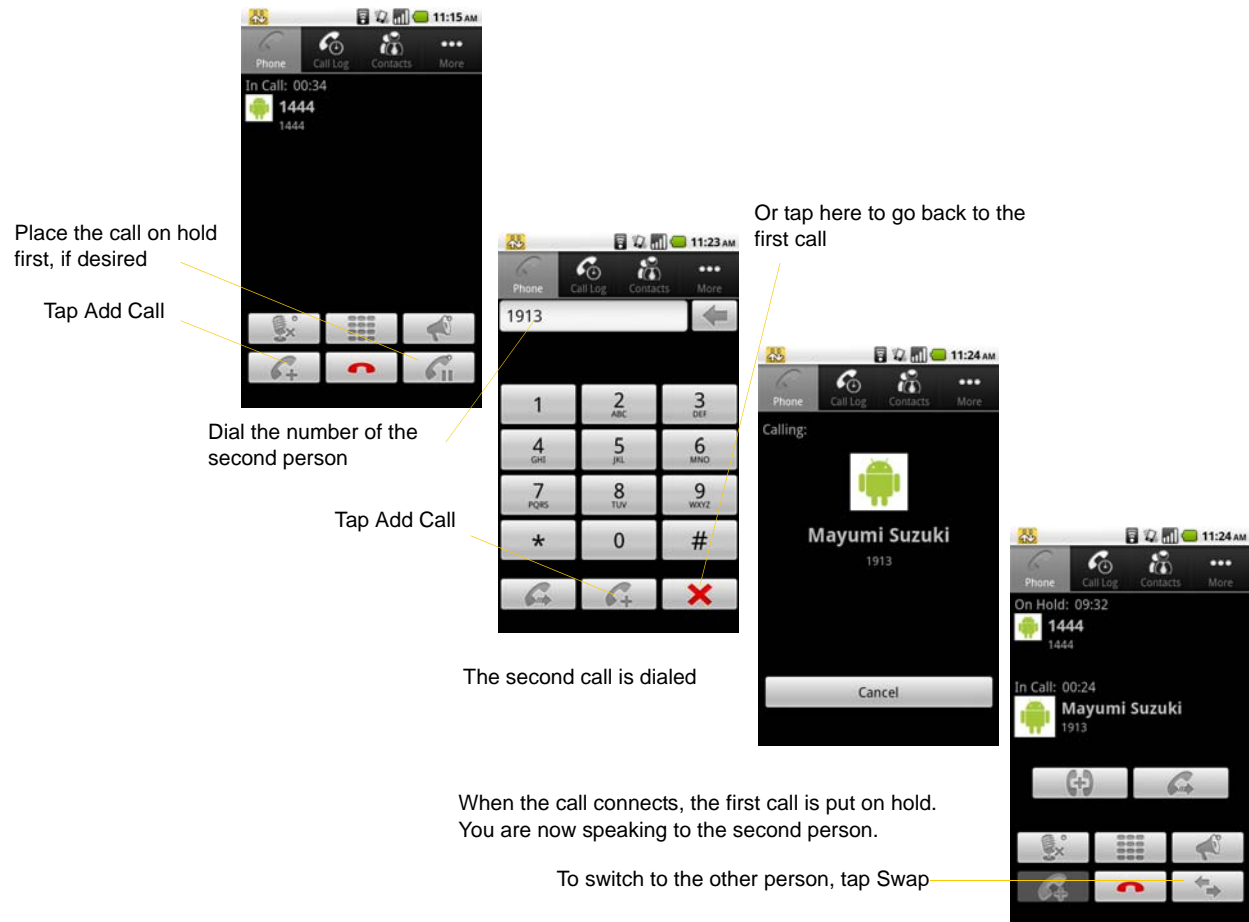 11:15 AM
Phone Call Log Contacts More
In Call: 00:34
1444
1444
Place the call on hold
first, if desired
Tap Add Call
Dial the number of the
second person
Tap Add Call
Or tap here to go back to the
first call
11:23 AM
Phone Call Log Contacts More
1913
1 2 ABC 3 DEF
4 GHI 5 JKL 6 MNO
7 PQRS 8 TUV 9 WXYZ
* 0 #
The second call is dialed
11:24 AM
Phone Call Log Contacts More
Calling:
Mayumi Suzuki
1913
Cancel
11:24 AM
Phone Call Log Contacts More
On Hold: 09:32
1444
1444
In Call: 00:24
Mayumi Suzuki
1913
When the call connects, the first call is put on hold.
You are now speaking to the second person.
To switch to the other person, tap Swap